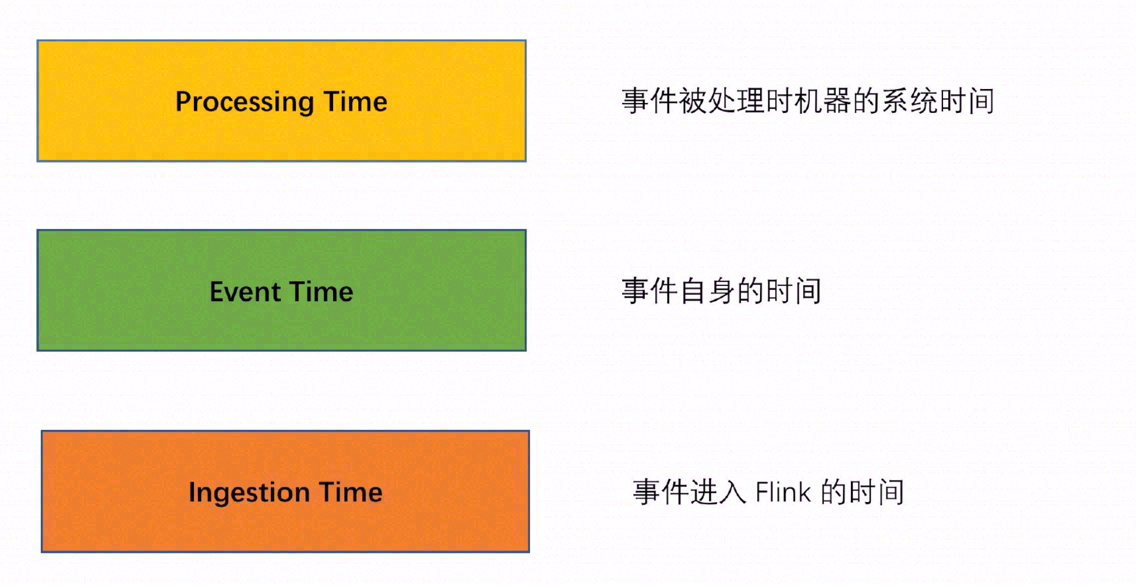 Processing Time
事件被处理时机器的系统时间
Event Time
事件自身的时间
Ingestion Time
事件进入 Flink 的时间